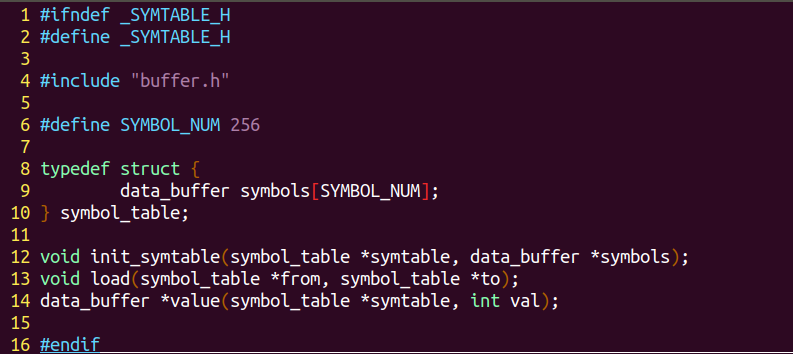 1 #ifndef _SYMTABLE_H
2 #define _SYMTABLE_H
3
4 #include "buffer.h"
5
6 #define SYMBOL_NUM 256
7
8 typedef struct {
9         data_buffer symbols[SYMBOL_NUM];
10 } symbol_table;
11
12 void init_symtable(symbol_table *symtable, data_buffer *symbols);
13 void load(symbol_table *from, symbol_table *to);
14 data_buffer *value(symbol_table *symtable, int val);
15
16 #endif